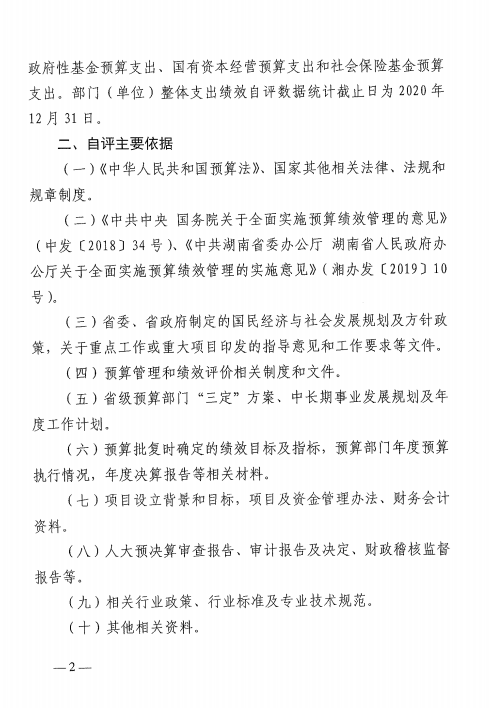 政府性基金预算支出、国有资本经营预算支出和社会保险基金预算
支出。部门（单位）整体支出绩效自评数据统计截止日为 2020 年
12 月 31 日。
二、自评主要依据
（一）《中华人民共和国预算法》、国家其他相关法律、法规和
规章制度。
（二）《中共中央 国务院关于全面实施预算绩效管理的意见》
（中发〔2018〕34 号）、《中共湖南省委办公厅 湖南省人民政府办
公厅关于全面实施预算绩效管理的实施意见》（湘办发〔2019〕10
号）。
（三）省委、省政府制定的国民经济与社会发展规划及方针政
策，关于重点工作或重大项目印发的指导意见和工作要求等文件。
（四）预算管理和绩效评价相关制度和文件。
（五）省级预算部门“三定”方案、中长期事业发展规划及年
度工作计划。
（六）预算批复时确定的绩效目标及指标，预算部门年度预算
执行情况，年度决算报告等相关材料。
（七）项目设立背景和目标，项目及资金管理办法、财务会计
资料。
（八）人大预决算审查报告、审计报告及决定、财政稽核监督
报告等。
（九）相关行业政策、行业标准及专业技术规范。
（十）其他相关资料。
—2—